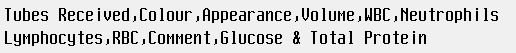 Tubes Received,Colour,Appearance,Volume,WBC,Neutrophils
Lymphocytes,RBC,Comment,Glucose & Total Protein